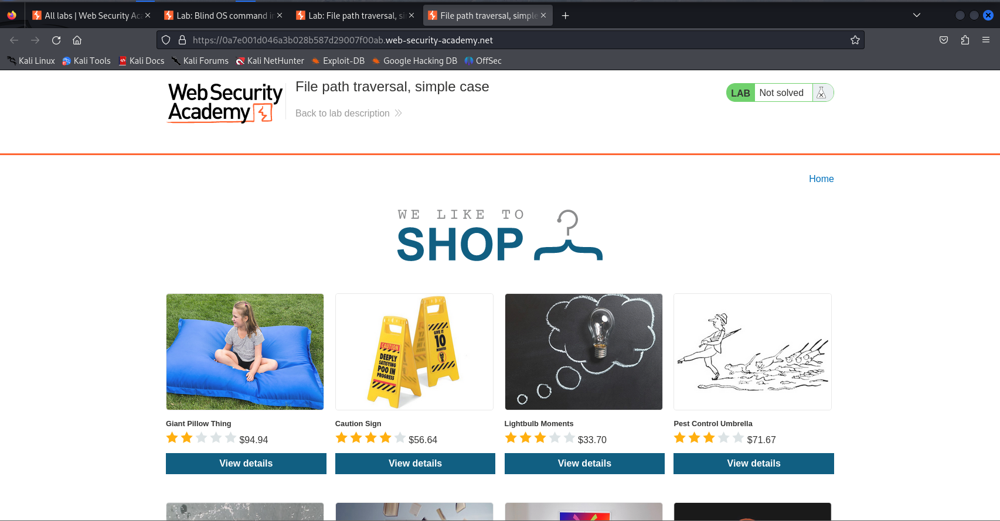 All labs | Web Security Aca
Lab: Blind OS command in
Lab: File path traversal, si
File path traversal, simple
https://0a7e001d046a3b028b587d29007f00ab.web-security-academy.net
Kali Linux
Kali Tools
Kali Docs
Kali Forums
Kali NetHunter
Exploit-DB
Google Hacking DB
OffSec
Web Security
Academy
File path traversal, simple case
Back to lab description
LAB
Not solved
Home
WE LIKE TO
SHOP
CAUTION
DEEPLY
SATISFYING
POO IN
PROGRESS
GIVE IT
10
MINUTES
Giant Pillow Thing
$94.94
View details
Caution Sign
$56.64
View details
Lightbulb Moments
$33.70
View details
Pest Control Umbrella
$71.67
View details